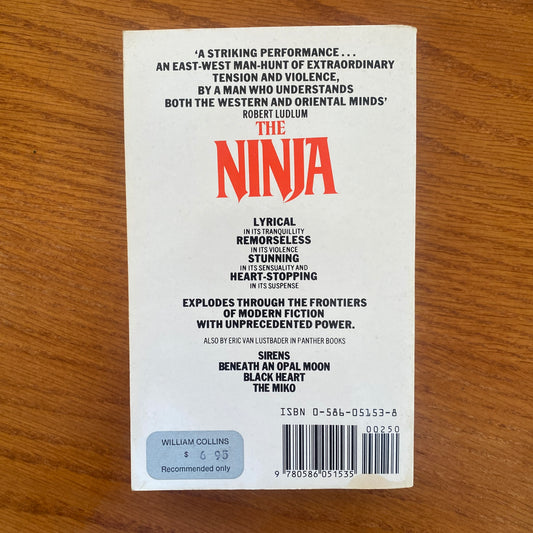 'A STRIKING PERFORMANCE . . .
AN EAST-WEST MAN-HUNT OF EXTRAORDINARY
TENSION AND VIOLENCE,
BY A MAN WHO UNDERSTANDS
BOTH THE WESTERN AND ORIENTAL MINDS'
ROBERT LUDLUM
THE
NINJA
LYRICAL
IN ITS TRANQUILLITY
REMORSELESS
IN ITS VIOLENCE
STUNNING
IN ITS SENSUALITY AND
HEART-STOPPING
IN ITS SUSPENSE
EXPLODES THROUGH THE FRONTIERS
OF MODERN FICTION
WITH UNPRECEDENTED POWER.
ALSO BY ERIC VAN LUSTBADER IN PANTHER BOOKS
SIRENS
BENEATH AN OPAL MOON
BLACK HEART
THE MIKO
ISBN 0-586-05153-8
00250
9 780586 051535
WILLIAM COLLINS
$ 6 95
Recommended only